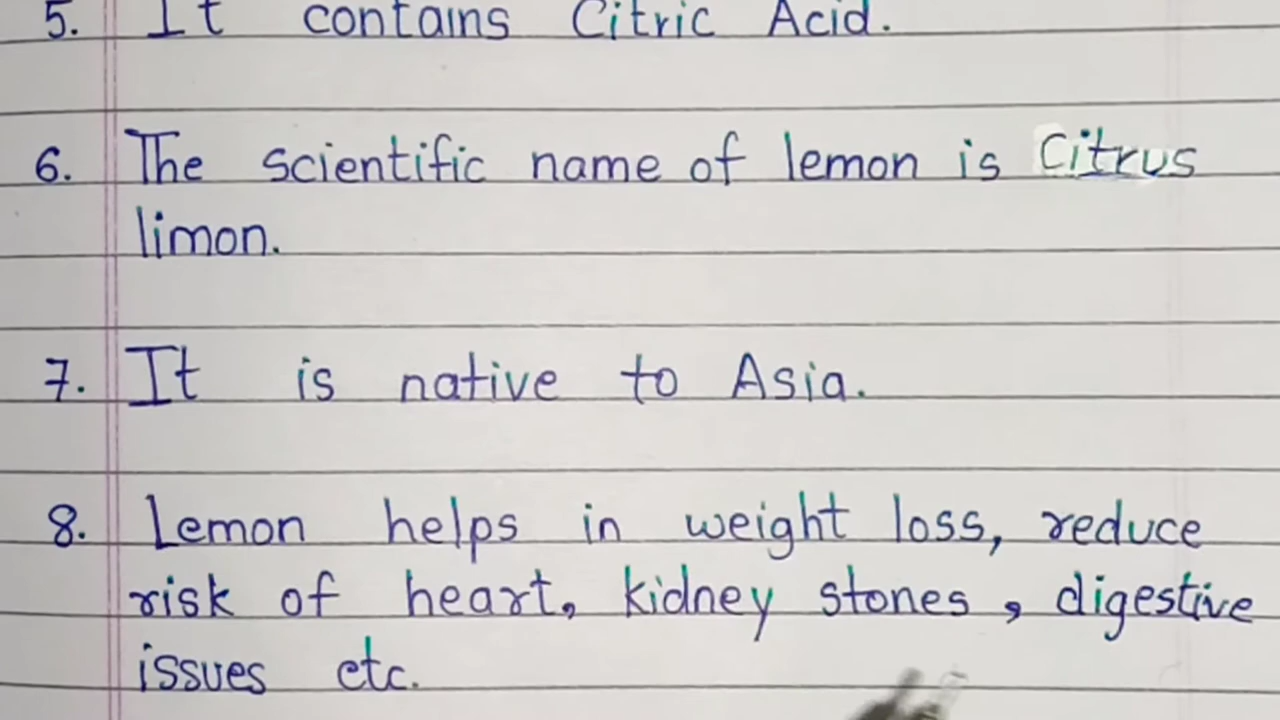 5. It contains Citric Acid.
6. The scientific name of lemon is Citrus
limon.
7. It is native to Asia.
8. Lemon helps in weight loss, reduce
risk of heart, kidney stones, digestive
issues etc.